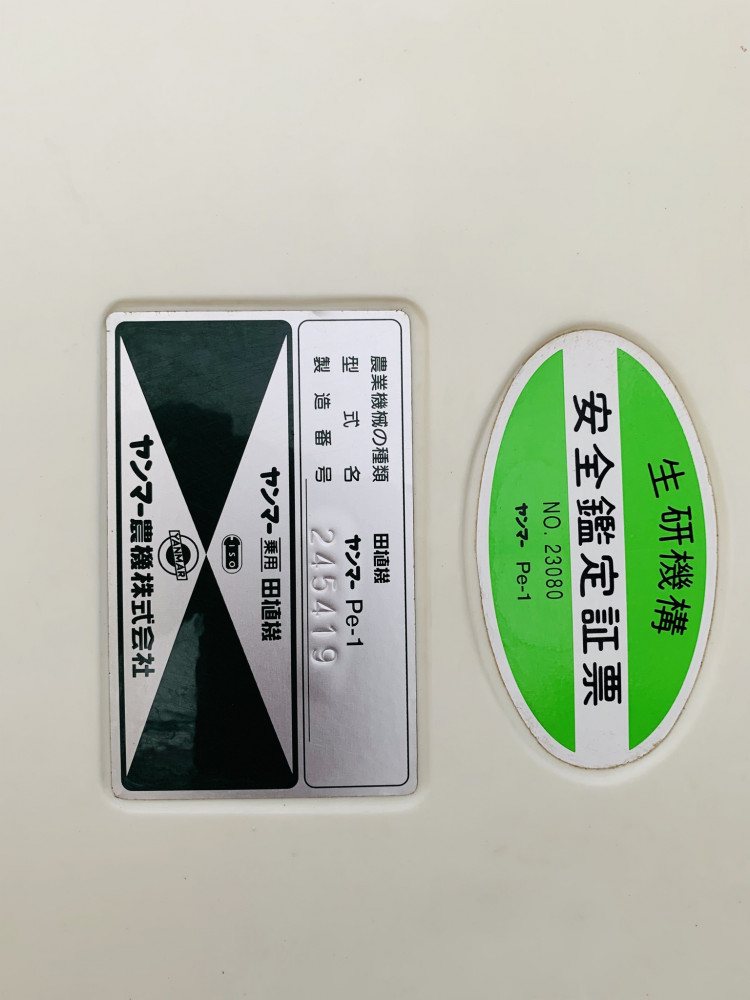 農業機械の種類 田植機
型式名 ヤンマー Pe-1
製造番号 245419
ヤンマー 乗用 田植機
ISO
YANMAR
ヤンマー農機株式会社
生研機構
安全鑑定証票
NO. 23080
ヤンマー Pe-1